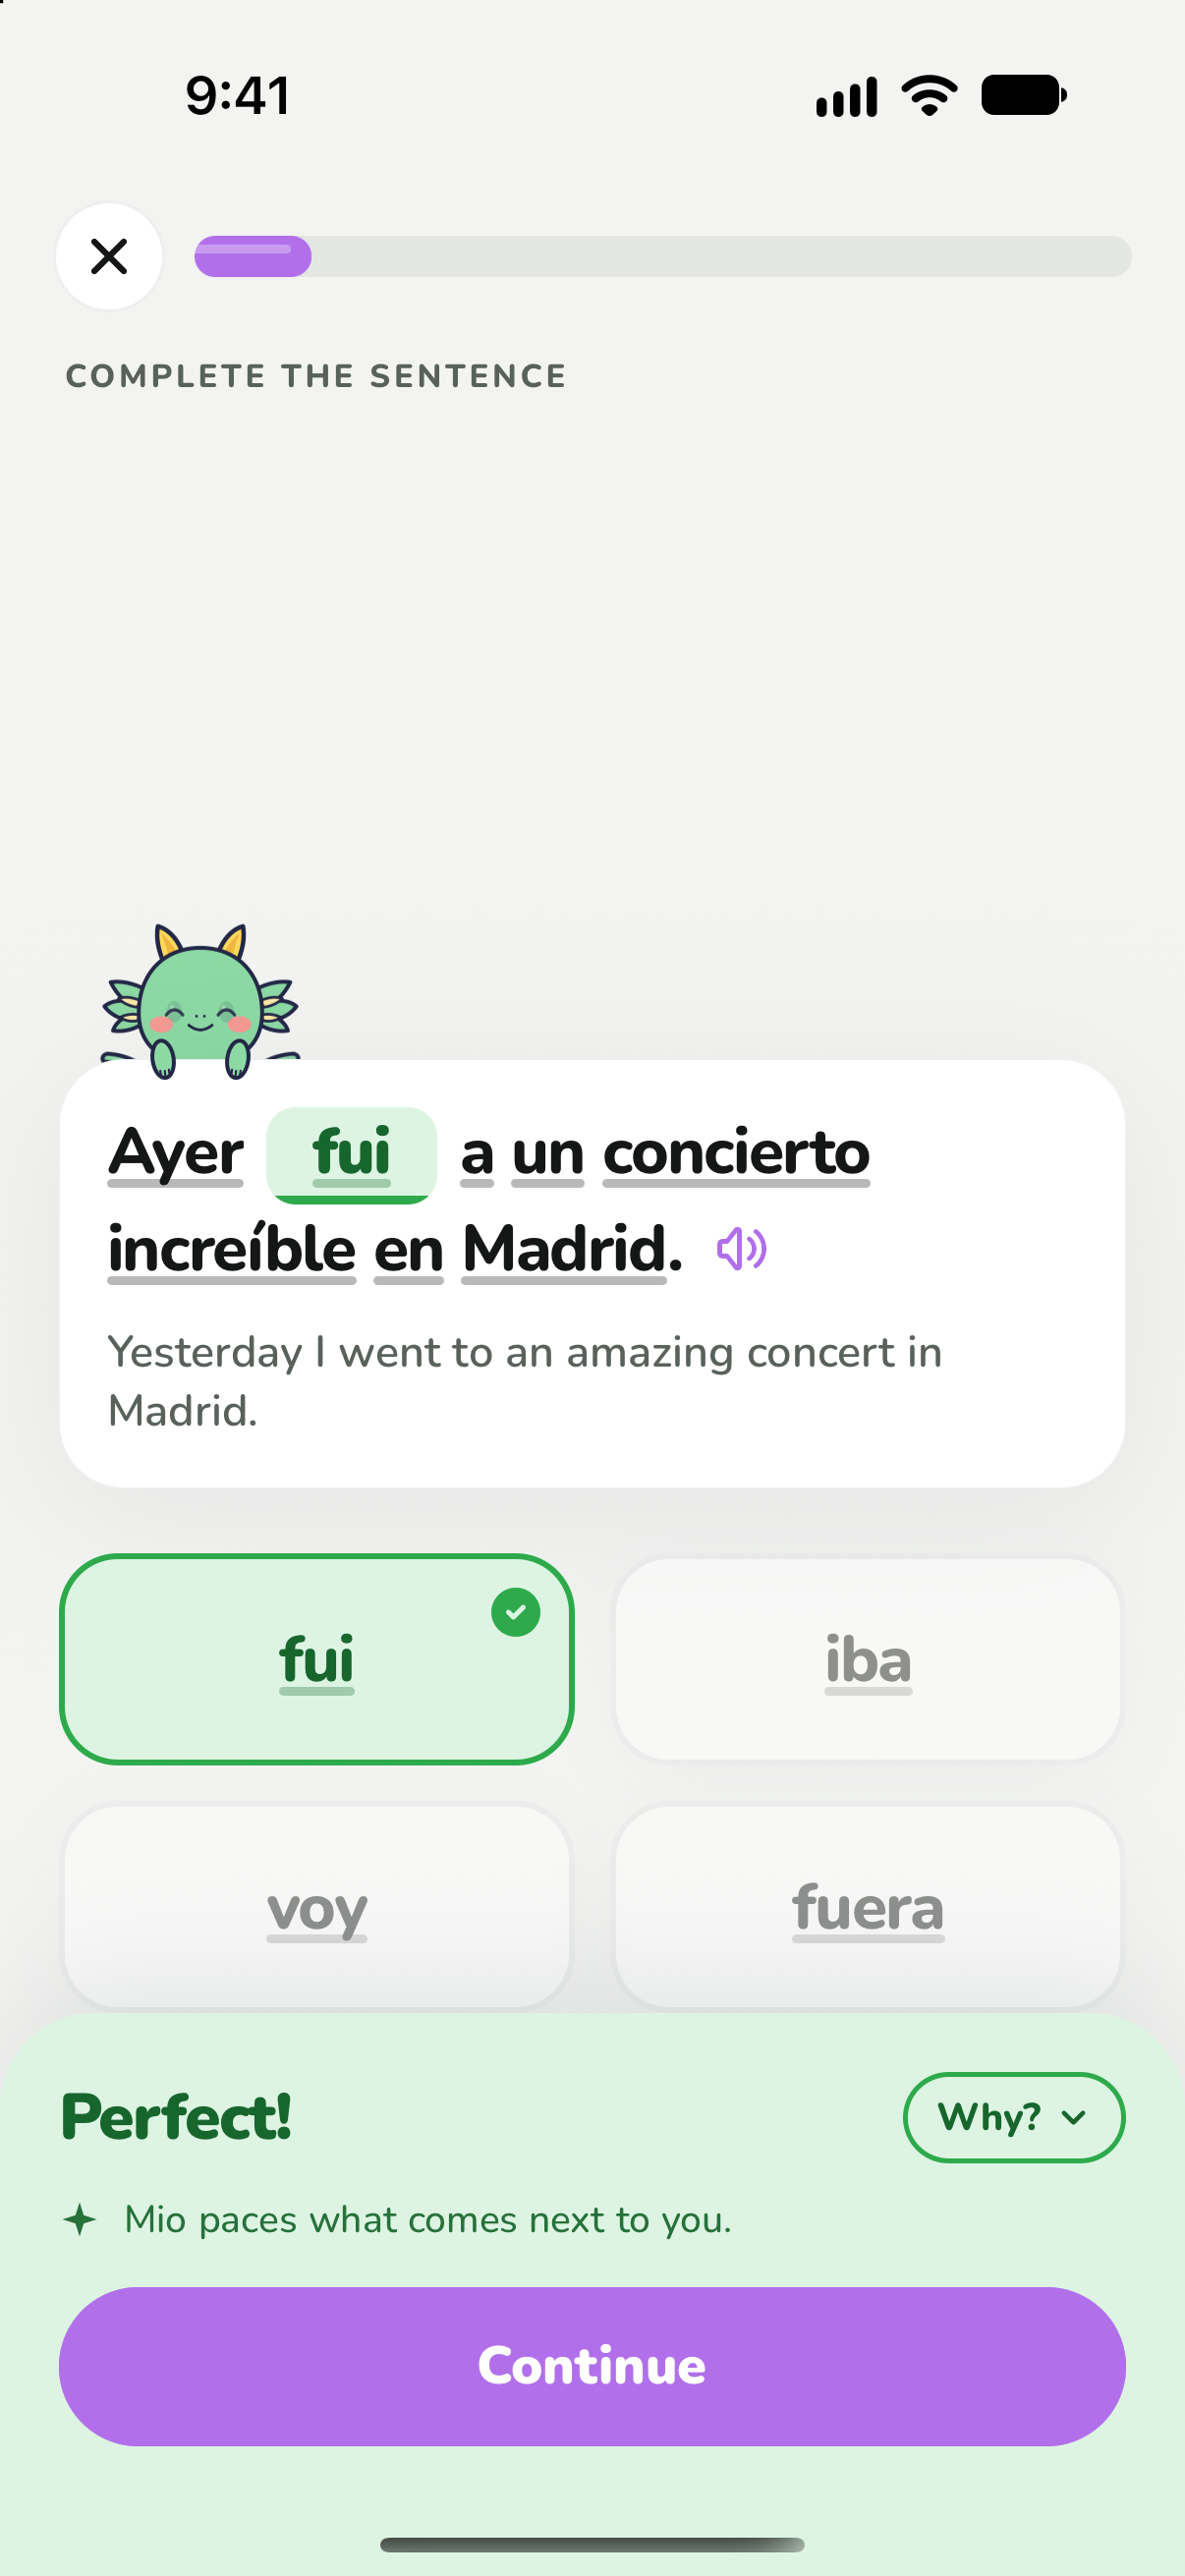 9:41
COMPLETE THE SENTENCE
Ayer fui a un concierto
increíble en Madrid.
Yesterday I went to an amazing concert in
Madrid.
fui
iba
voy
fuera
Perfect!
Why?
Mio paces what comes next to you.
Continue